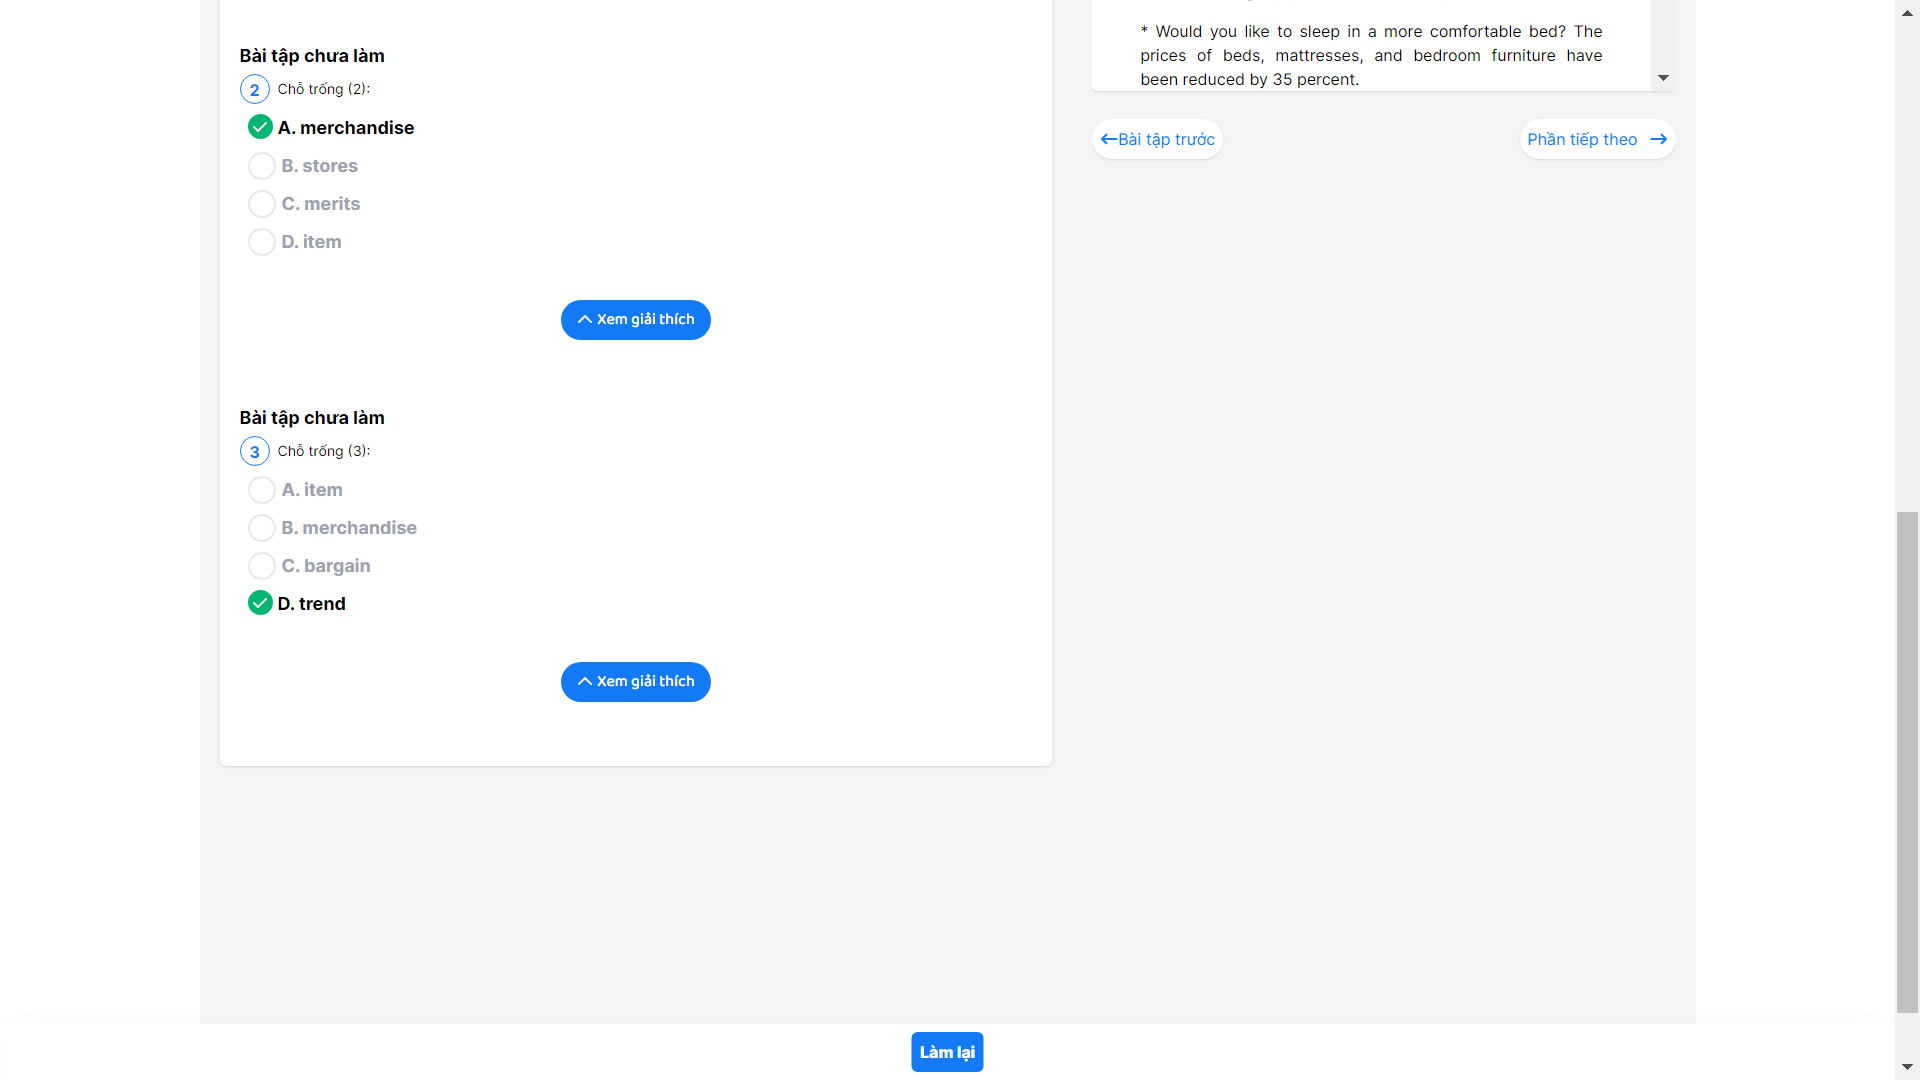 Bài tập chưa làm
2 Chỗ trống (2):
A. merchandise
B. stores
C. merits
D. item
Xem giải thích
Bài tập chưa làm
3 Chỗ trống (3):
A. item
B. merchandise
C. bargain
D. trend
Xem giải thích
* Would you like to sleep in a more comfortable bed? The
prices of beds, mattresses, and bedroom furniture have
been reduced by 35 percent.
Bài tập trước
Phần tiếp theo
Làm lại